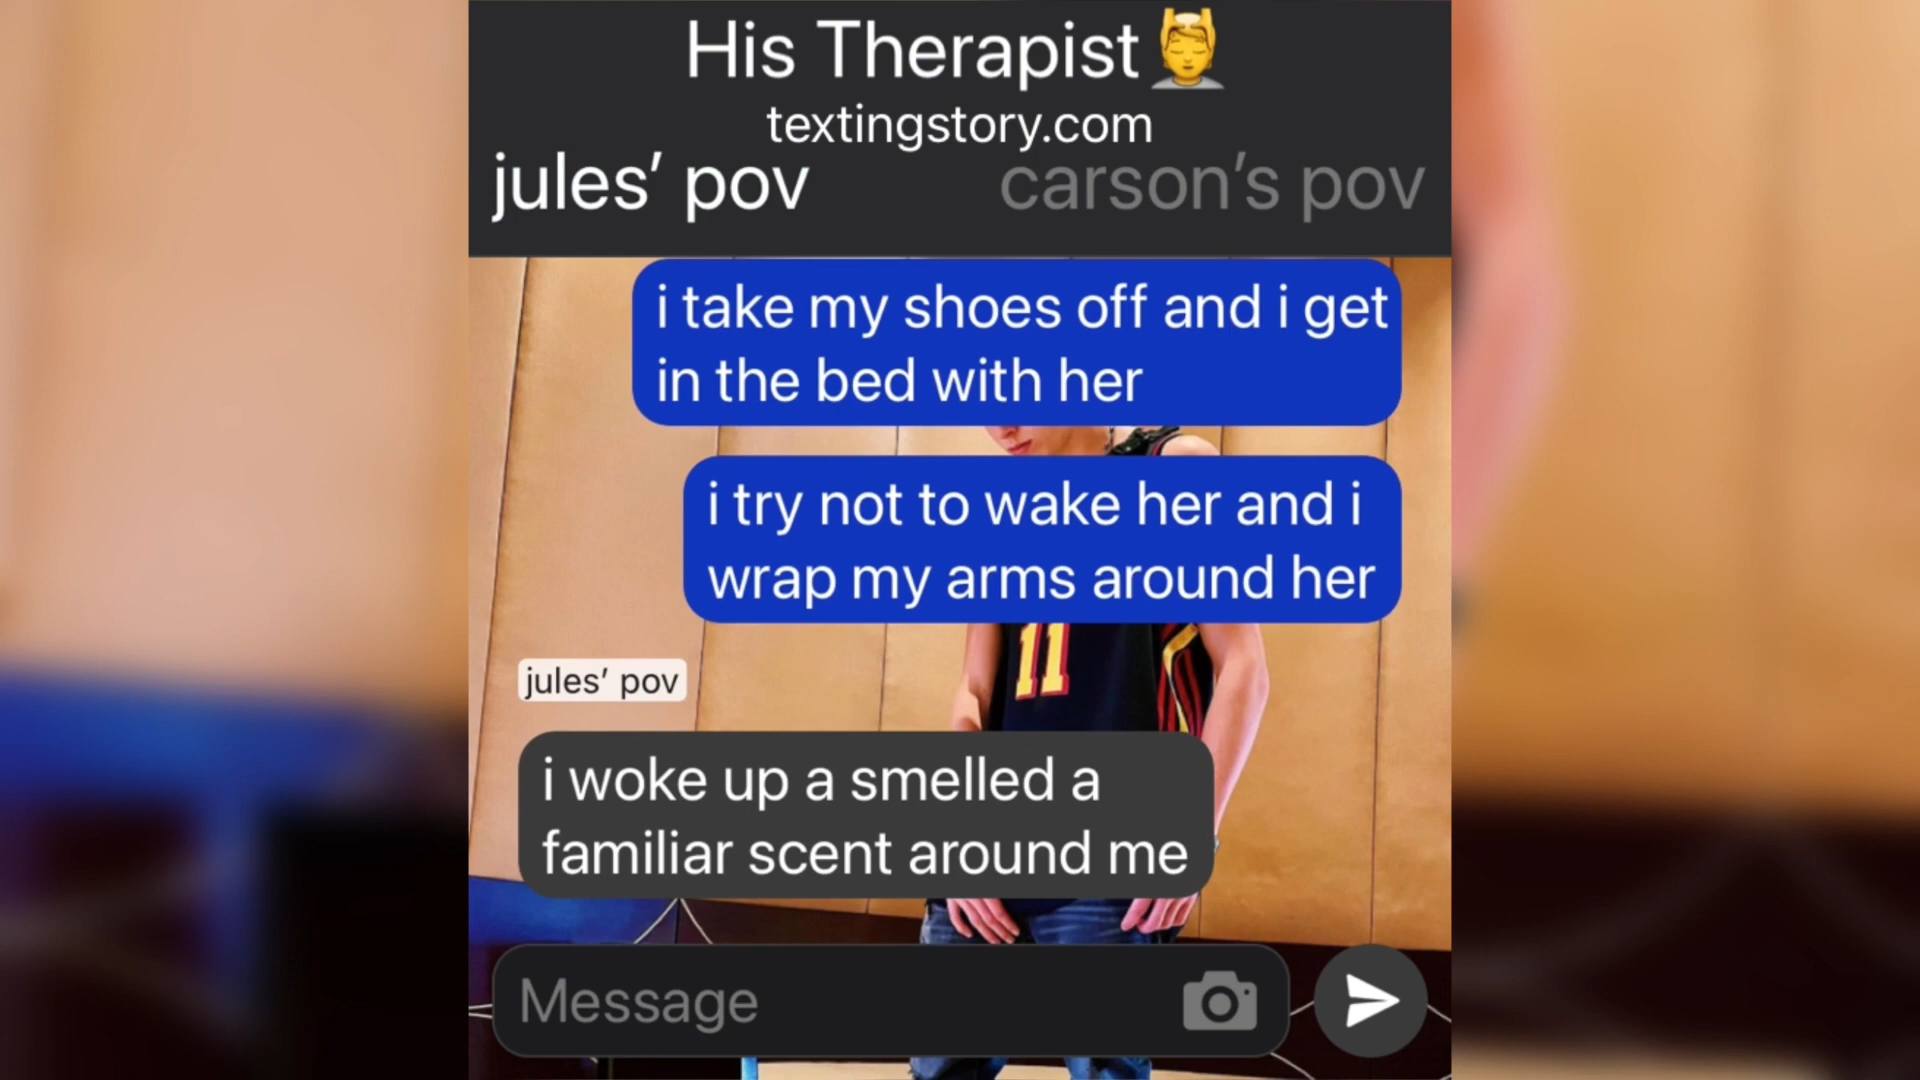 His Therapist💆
textingstory.com
jules’ pov
carson’s pov
i take my shoes off and i get
in the bed with her
i try not to wake her and i
wrap my arms around her
11
jules’ pov
i woke up a smelled a
familiar scent around me
Message